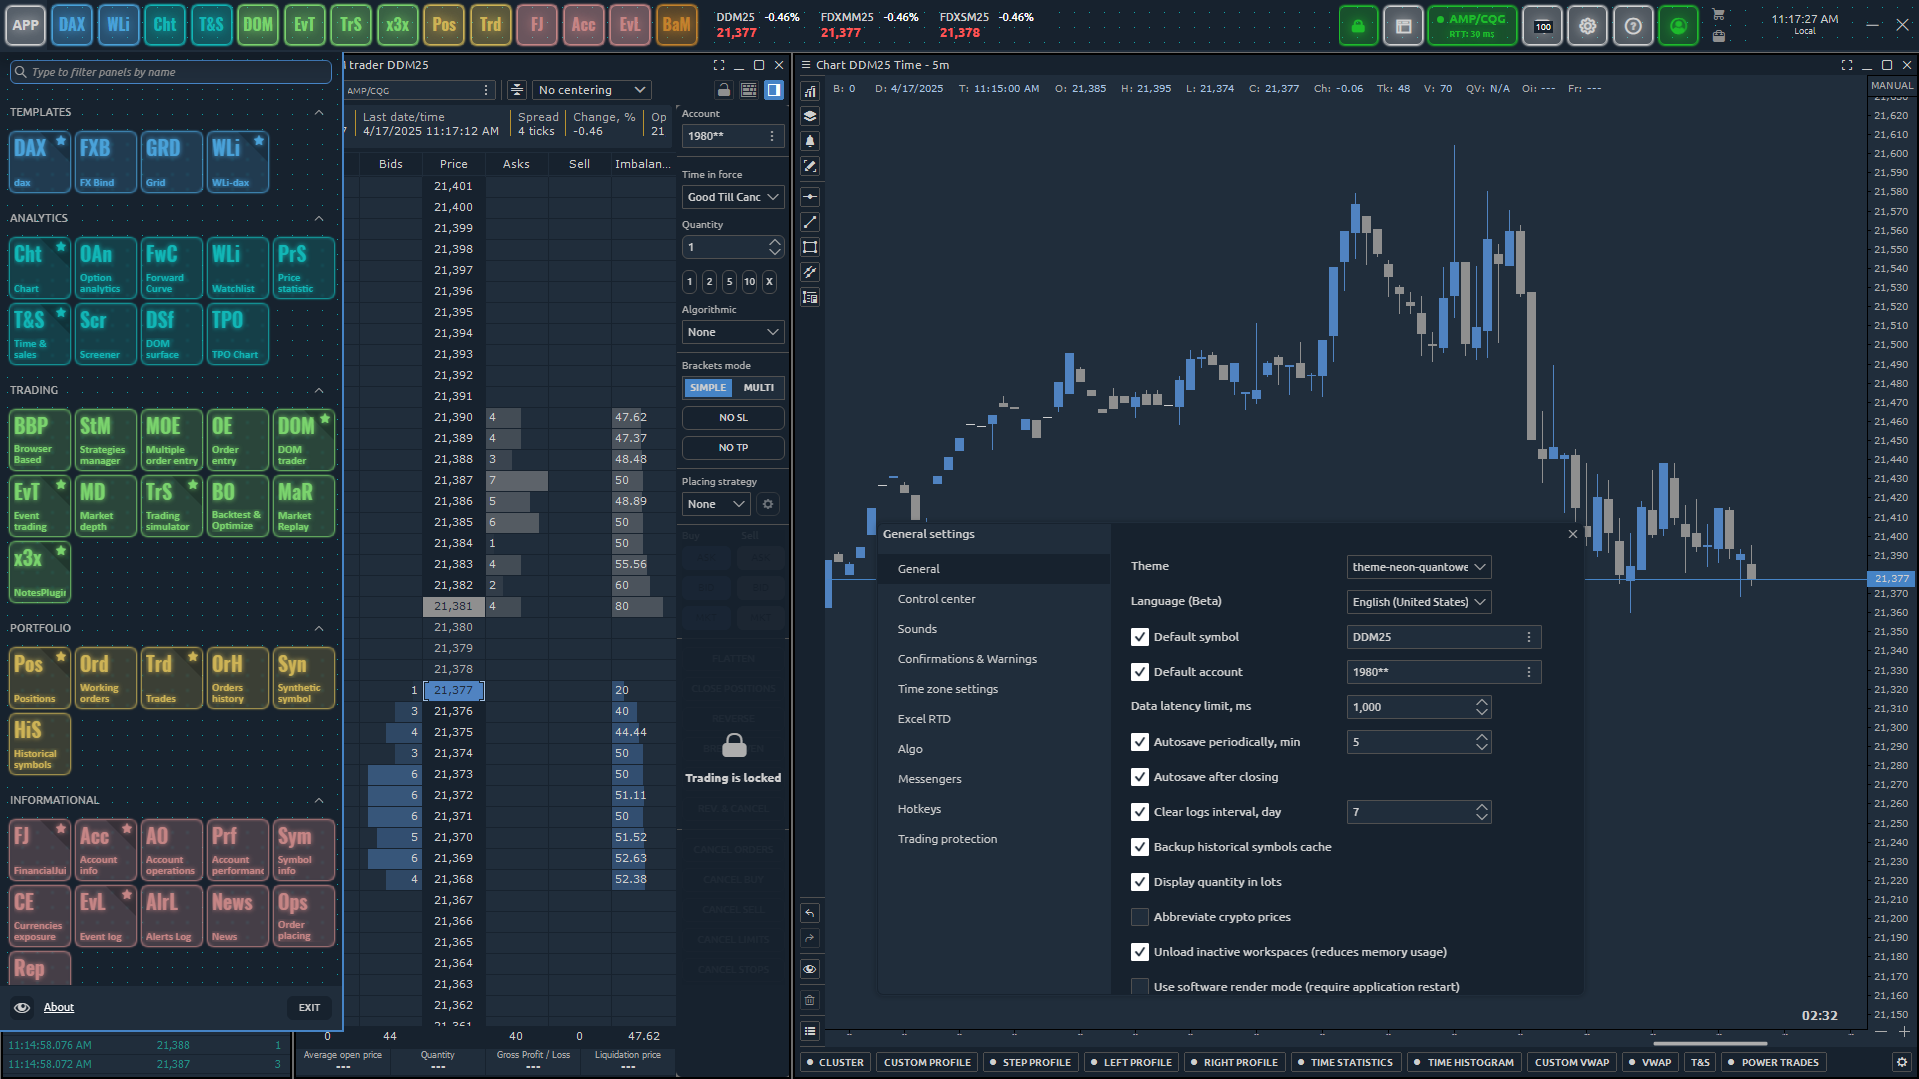 APP DAX WLi Cht T&S DOM EvT TrS x3x Pos Trd FJ Acc EvL BaM
DDM25 -0.46%
21,377
FDXMM25 -0.46%
21,377
FDXSM25 -0.46%
21,378
AMP/CQG
RTT: 30 ms
100
11:17:27 AM
Local
Type to filter panels by name
TEMPLATES
DAX dax
FXB FX Bind
GRD Grid
WLi WLi-dax
ANALYTICS
Cht Chart
OAn Option analytics
FwC Forward Curve
WLi Watchlist
PrS Price statistic
T&S Time & sales
Scr Screener
DSf DOM surface
TPO TPO Chart
TRADING
BBP Browser Based
StM Strategies manager
MOE Multiple order entry
OE Order entry
DOM DOM trader
EvT Event trading
MD Market depth
TrS Trading simulator
BO Backtest & Optimize
MaR Market Replay
x3x NotesPlugin
PORTFOLIO
Pos Positions
Ord Working orders
Trd Trades
OrH Orders history
Syn Synthetic symbol
HiS Historical symbols
INFORMATIONAL
FJ FinancialJui
Acc Account info
AO Account operations
Prf Account performanc
Sym Symbol info
CE Currencies exposure
EvL Event log
AlrL Alerts Log
News News
Ops Order placing
Rep
About
EXIT
11:14:58.076 AM 21,388 1
11:14:58.072 AM 21,387 3
trader DDM25
AMP/CQG
No centering
Last date/time
4/17/2025 11:17:12 AM
Spread
4 ticks
Change, %
-0.46
Op
21
Bids Price Asks Sell Imbalan...
21,401
21,400
21,399
21,398
21,397
21,396
21,395
21,394
21,393
21,392
21,391
21,390 4 47.62
21,389 4 47.37
21,388 3 48.48
21,387 7 50
21,386 5 48.89
21,385 6 50
21,384 1 50
21,383 4 55.56
21,382 2 60
21,381 4 80
21,380
21,379
21,378
1 21,377 20
3 21,376 40
4 21,375 44.44
3 21,374 50
6 21,373 50
6 21,372 51.11
6 21,371 50
5 21,370 51.52
6 21,369 52.63
4 21,368 52.38
21,367
21,366
21,365
21,364
21,363
21,362
21,361
0 44 40 0 47.62
Average open price
---
Quantity
---
Gross Profit / Loss
---
Liquidation price
---
Account
1980**
Time in force
Good Till Canc
Quantity
1
1 2 5 10 X
Algorithmic
None
Brackets mode
SIMPLE MULTI
NO SL
NO TP
Placing strategy
None
Buy Sell
FLATTEN
CLOSE POSITIONS
REVERSE
Trading is locked
REV. & CANCEL
CANCEL ORDERS
CANCEL BUY
CANCEL SELL
CANCEL LIMITS
CANCEL STOPS
Chart DDM25 Time - 5m
B: 0 D: 4/17/2025 T: 11:15:00 AM O: 21,385 H: 21,395 L: 21,374 C: 21,377 Ch: -0.06 Tk: 48 V: 70 QV: N/A Oi: --- Fr: ---
MANUAL
21,620
21,610
21,600
21,590
21,580
21,570
21,560
21,550
21,540
21,530
21,520
21,510
21,500
21,490
21,480
21,470
21,460
21,450
21,440
21,430
21,420
21,410
21,400
21,390
21,377
21,370
21,360
21,350
21,340
21,330
21,320
21,310
21,300
21,290
21,280
21,270
21,260
21,250
21,240
21,230
21,220
21,210
21,200
21,190
21,180
21,170
21,160
21,150
General settings
General
Control center
Sounds
Confirmations & Warnings
Time zone settings
Excel RTD
Algo
Messengers
Hotkeys
Trading protection
Theme theme-neon-quantowe
Language (Beta) English (United States)
Default symbol DDM25
Default account 1980**
Data latency limit, ms 1,000
Autosave periodically, min 5
Autosave after closing
Clear logs interval, day 7
Backup historical symbols cache
Display quantity in lots
Abbreviate crypto prices
Unload inactive workspaces (reduces memory usage)
Use software render mode (require application restart)
02:32
CLUSTER CUSTOM PROFILE STEP PROFILE LEFT PROFILE RIGHT PROFILE TIME STATISTICS TIME HISTOGRAM CUSTOM VWAP VWAP T&S POWER TRADES